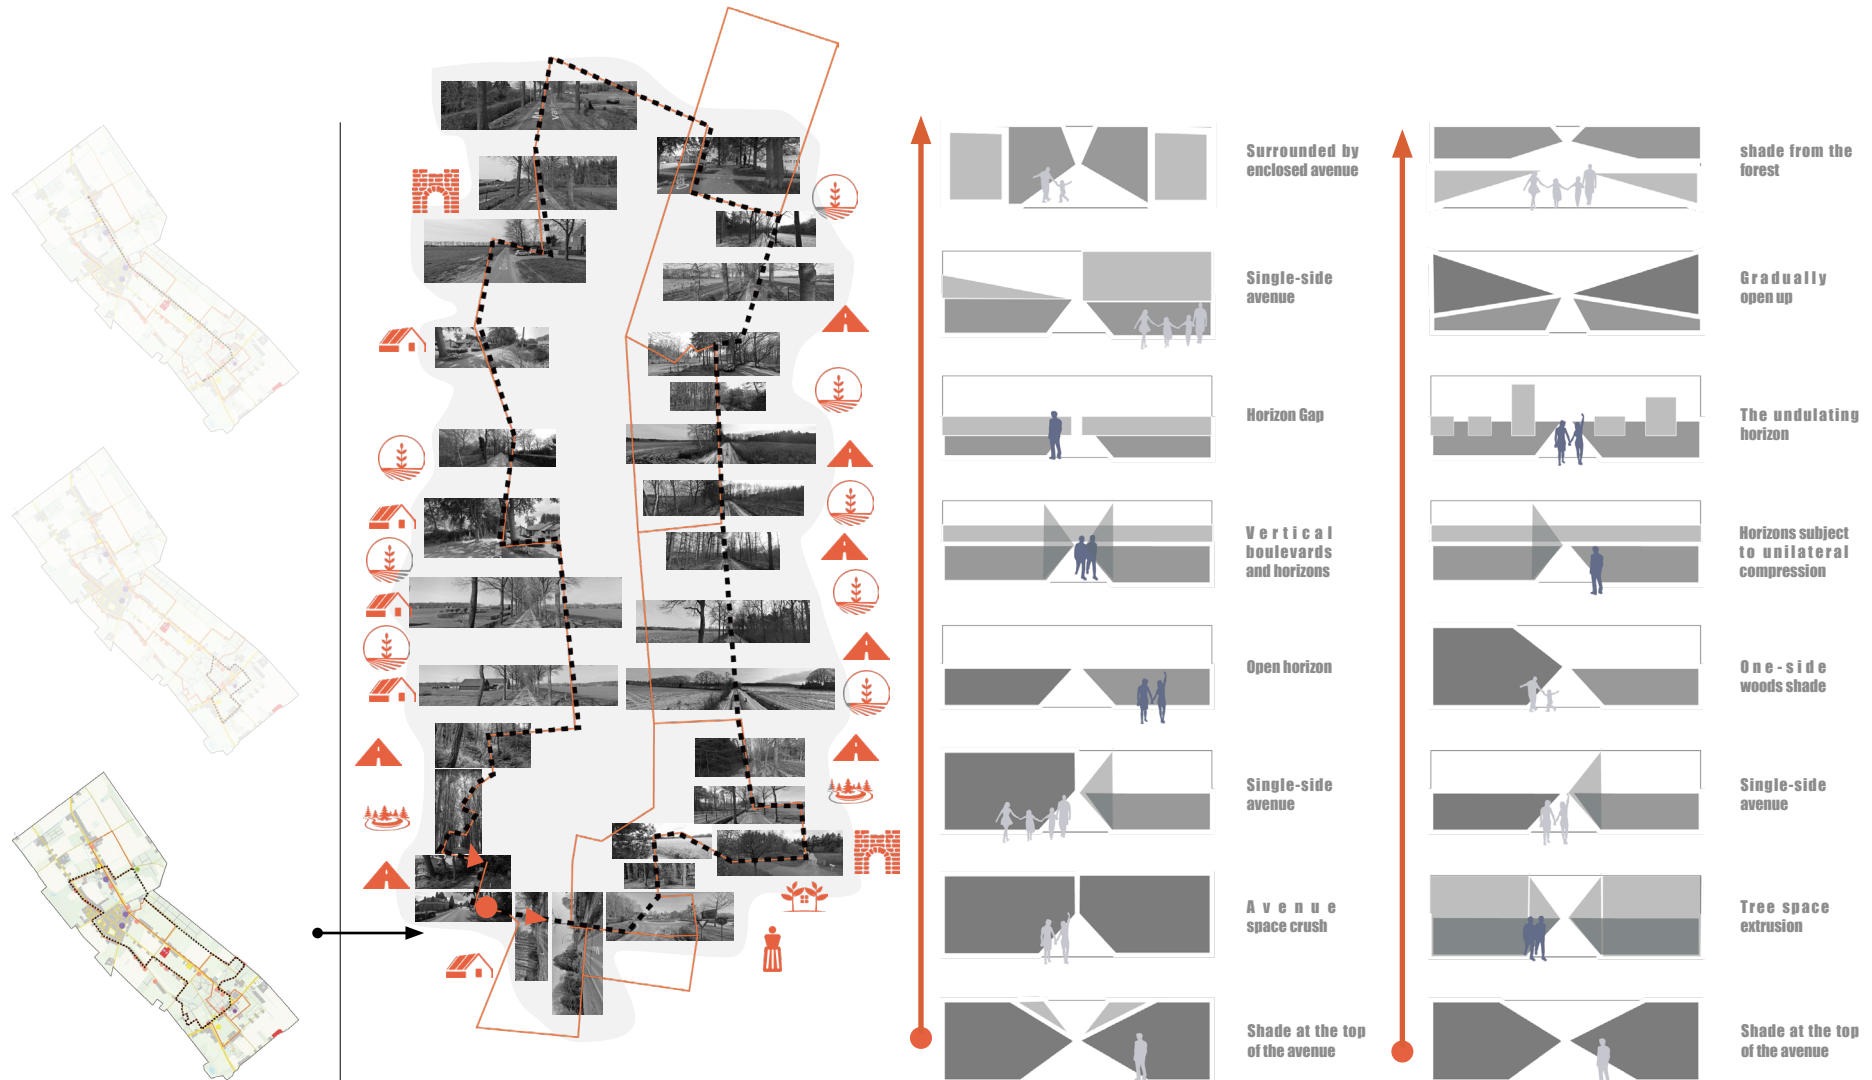 Surrounded by
enclosed avenue
Single-side
avenue
Horizon Gap
Vertical
boulevards
and horizons
Open horizon
Single-side
avenue
Avenue
space crush
Shade at the top
of the avenue
shade from the
forest
Gradually
open up
The undulating
horizon
Horizons subject
to unilateral
compression
One-side
woods shade
Single-side
avenue
Tree space
extrusion
Shade at the top
of the avenue